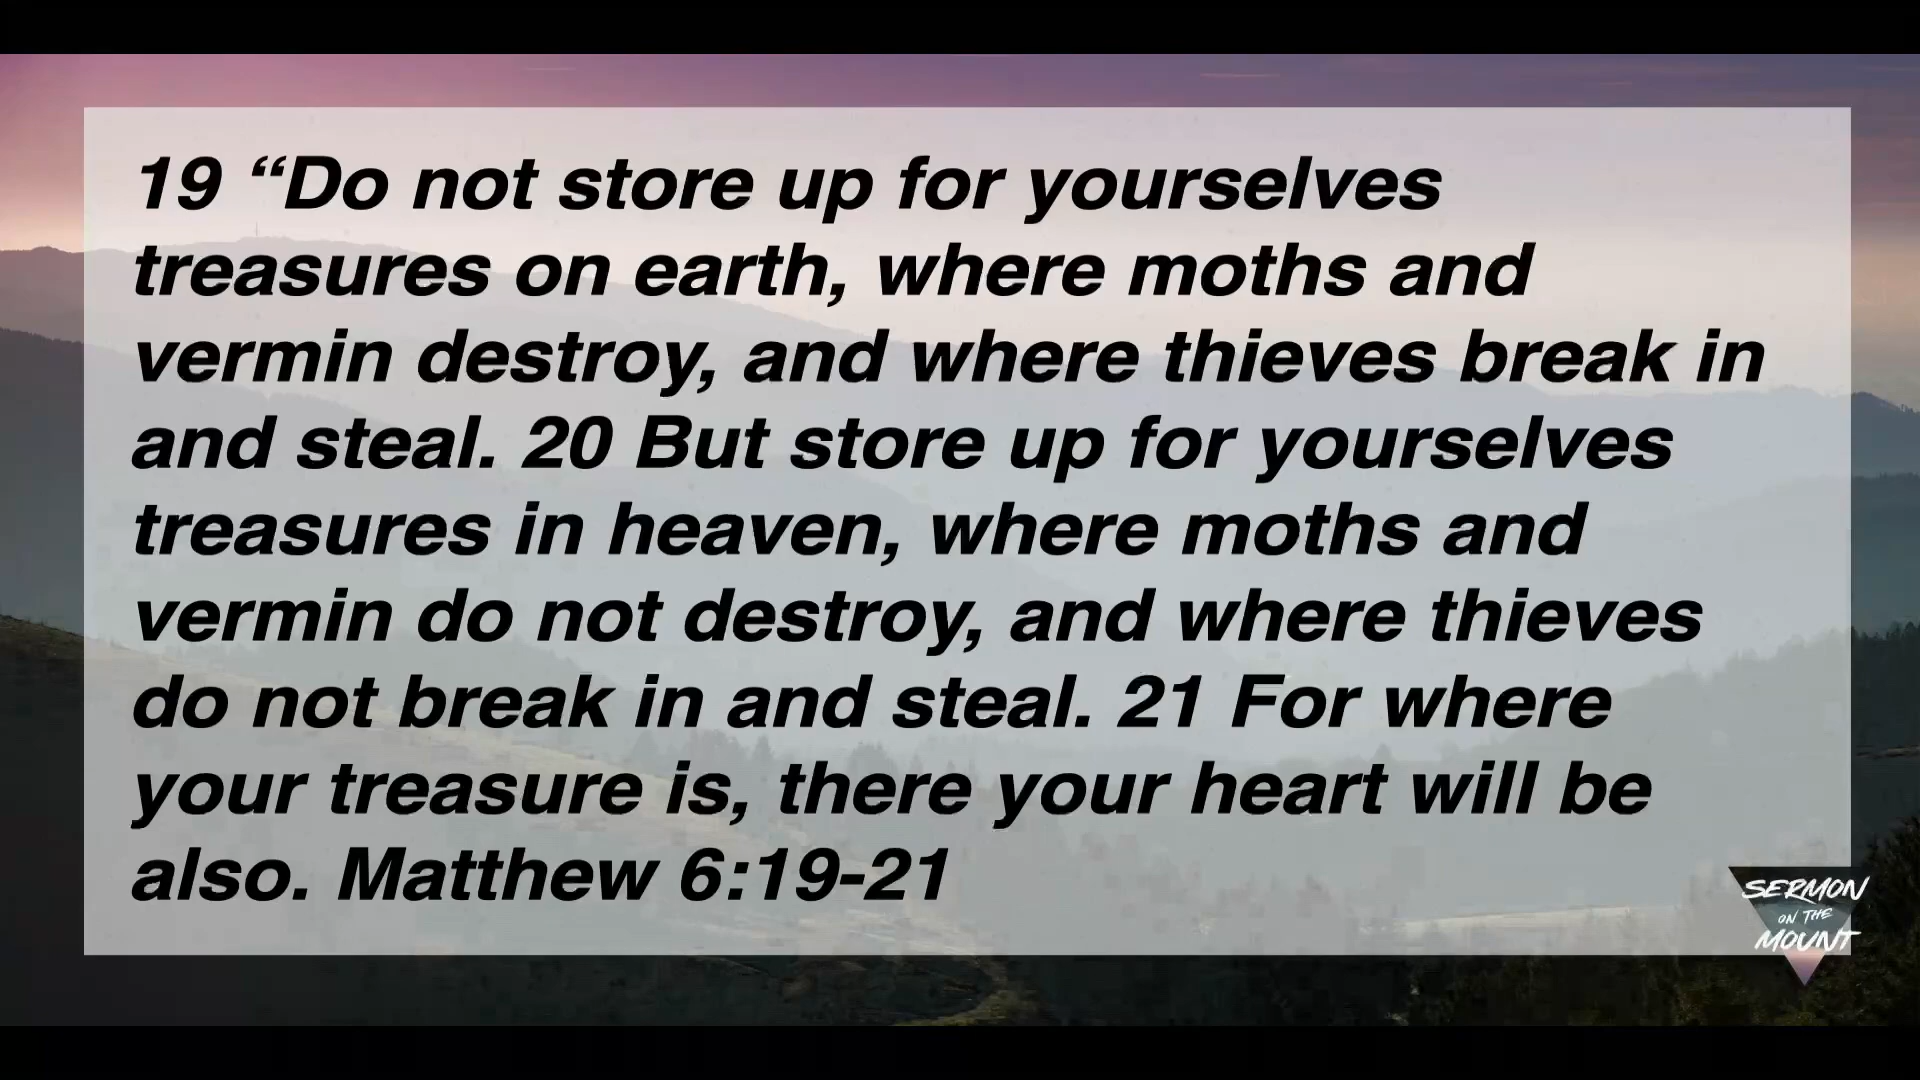 19 “Do not store up for yourselves
treasures on earth, where moths and
vermin destroy, and where thieves break in
and steal. 20 But store up for yourselves
treasures in heaven, where moths and
vermin do not destroy, and where thieves
do not break in and steal. 21 For where
your treasure is, there your heart will be
also. Matthew 6:19-21
SERMON
ON THE
MOUNT